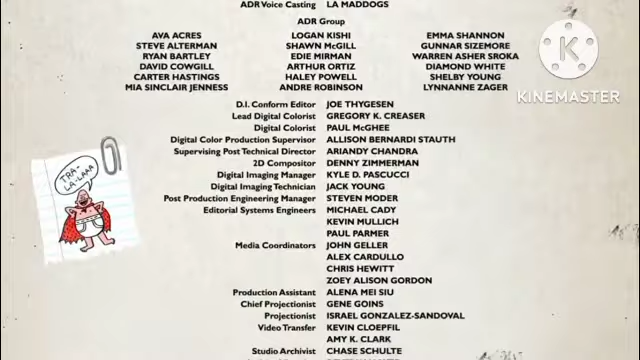 ADR Voice Casting LA MADDOGS
ADR Group
AVA ACRES LOGAN KISHI EMMA SHANNON
STEVE ALTERMAN SHAWN McGILL GUNNAR SIZEMORE
RYAN BARTLEY EDIE MIRMAN WARREN ASHER SROKA
DAVID COWGILL ARTHUR ORTIZ DIAMOND WHITE
CARTER HASTINGS HALEY POWELL SHELBY YOUNG
MIA SINCLAIR JENNESS ANDRE ROBINSON LYNNANNE ZAGER
KINEMASTER
D.I. Conform Editor JOE THYGESEN
Lead Digital Colorist GREGORY K. CREASER
Digital Colorist PAUL McGHEE
Digital Color Production Supervisor ALLISON BERNARDI STAUTH
Supervising Post Technical Director ARIANDY CHANDRA
2D Compositor DENNY ZIMMERMAN
Digital Imaging Manager KYLE D. PASCUCCI
Digital Imaging Technician JACK YOUNG
Post Production Engineering Manager STEVEN MODER
Editorial Systems Engineers MICHAEL CADY
KEVIN MULLICH
PAUL PARMER
Media Coordinators JOHN GELLER
ALEX CARDULLO
CHRIS HEWITT
ZOEY ALISON GORDON
Production Assistant ALENA MEI SIU
Chief Projectionist GENE GOINS
Projectionist ISRAEL GONZALEZ-SANDOVAL
Video Transfer KEVIN CLOEPFIL
AMY K. CLARK
Studio Archivist CHASE SCHULTE
TRA-
LA-LAAA